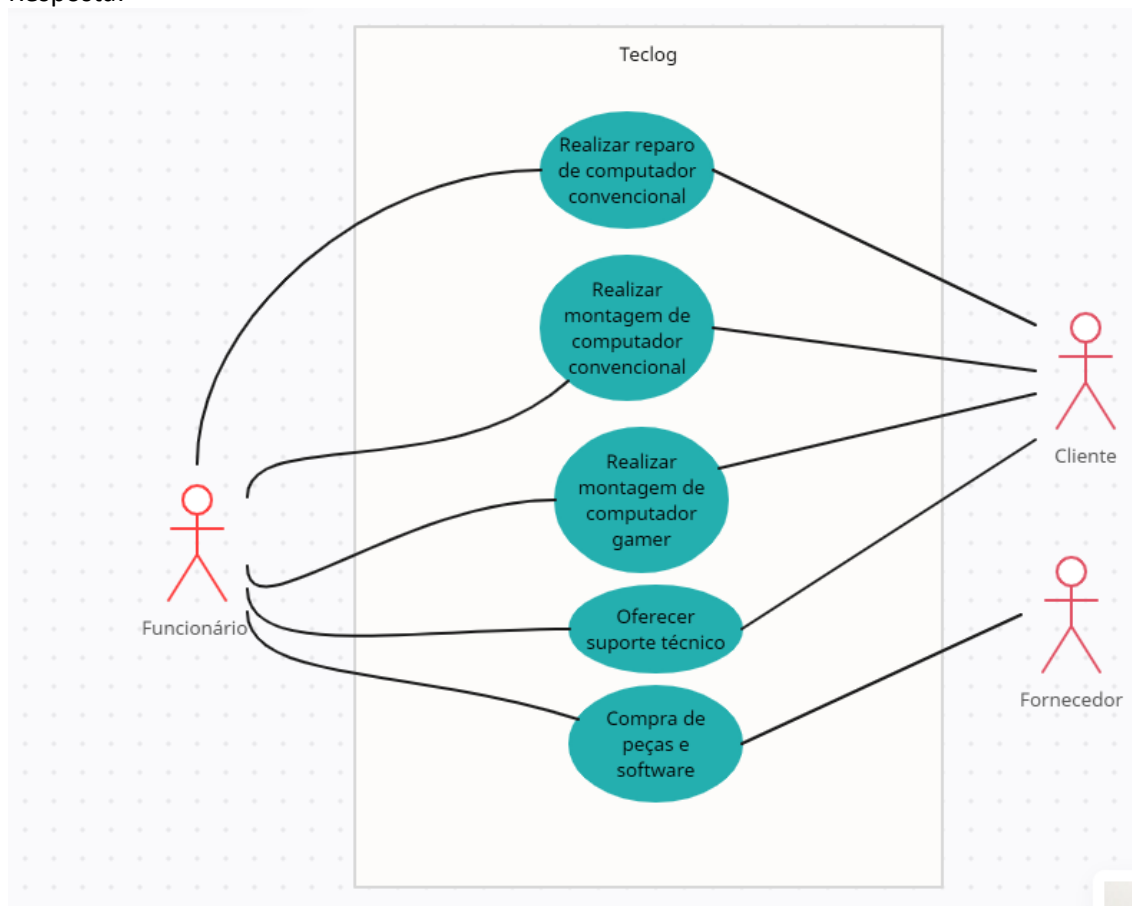 Resposta:
Teclog
Realizar reparo
de computador
convencional
Realizar
montagem de
computador
convencional
Realizar
montagem de
computador
gamer
Oferecer
suporte técnico
Compra de
peças e
software
Funcionário
Cliente
Fornecedor